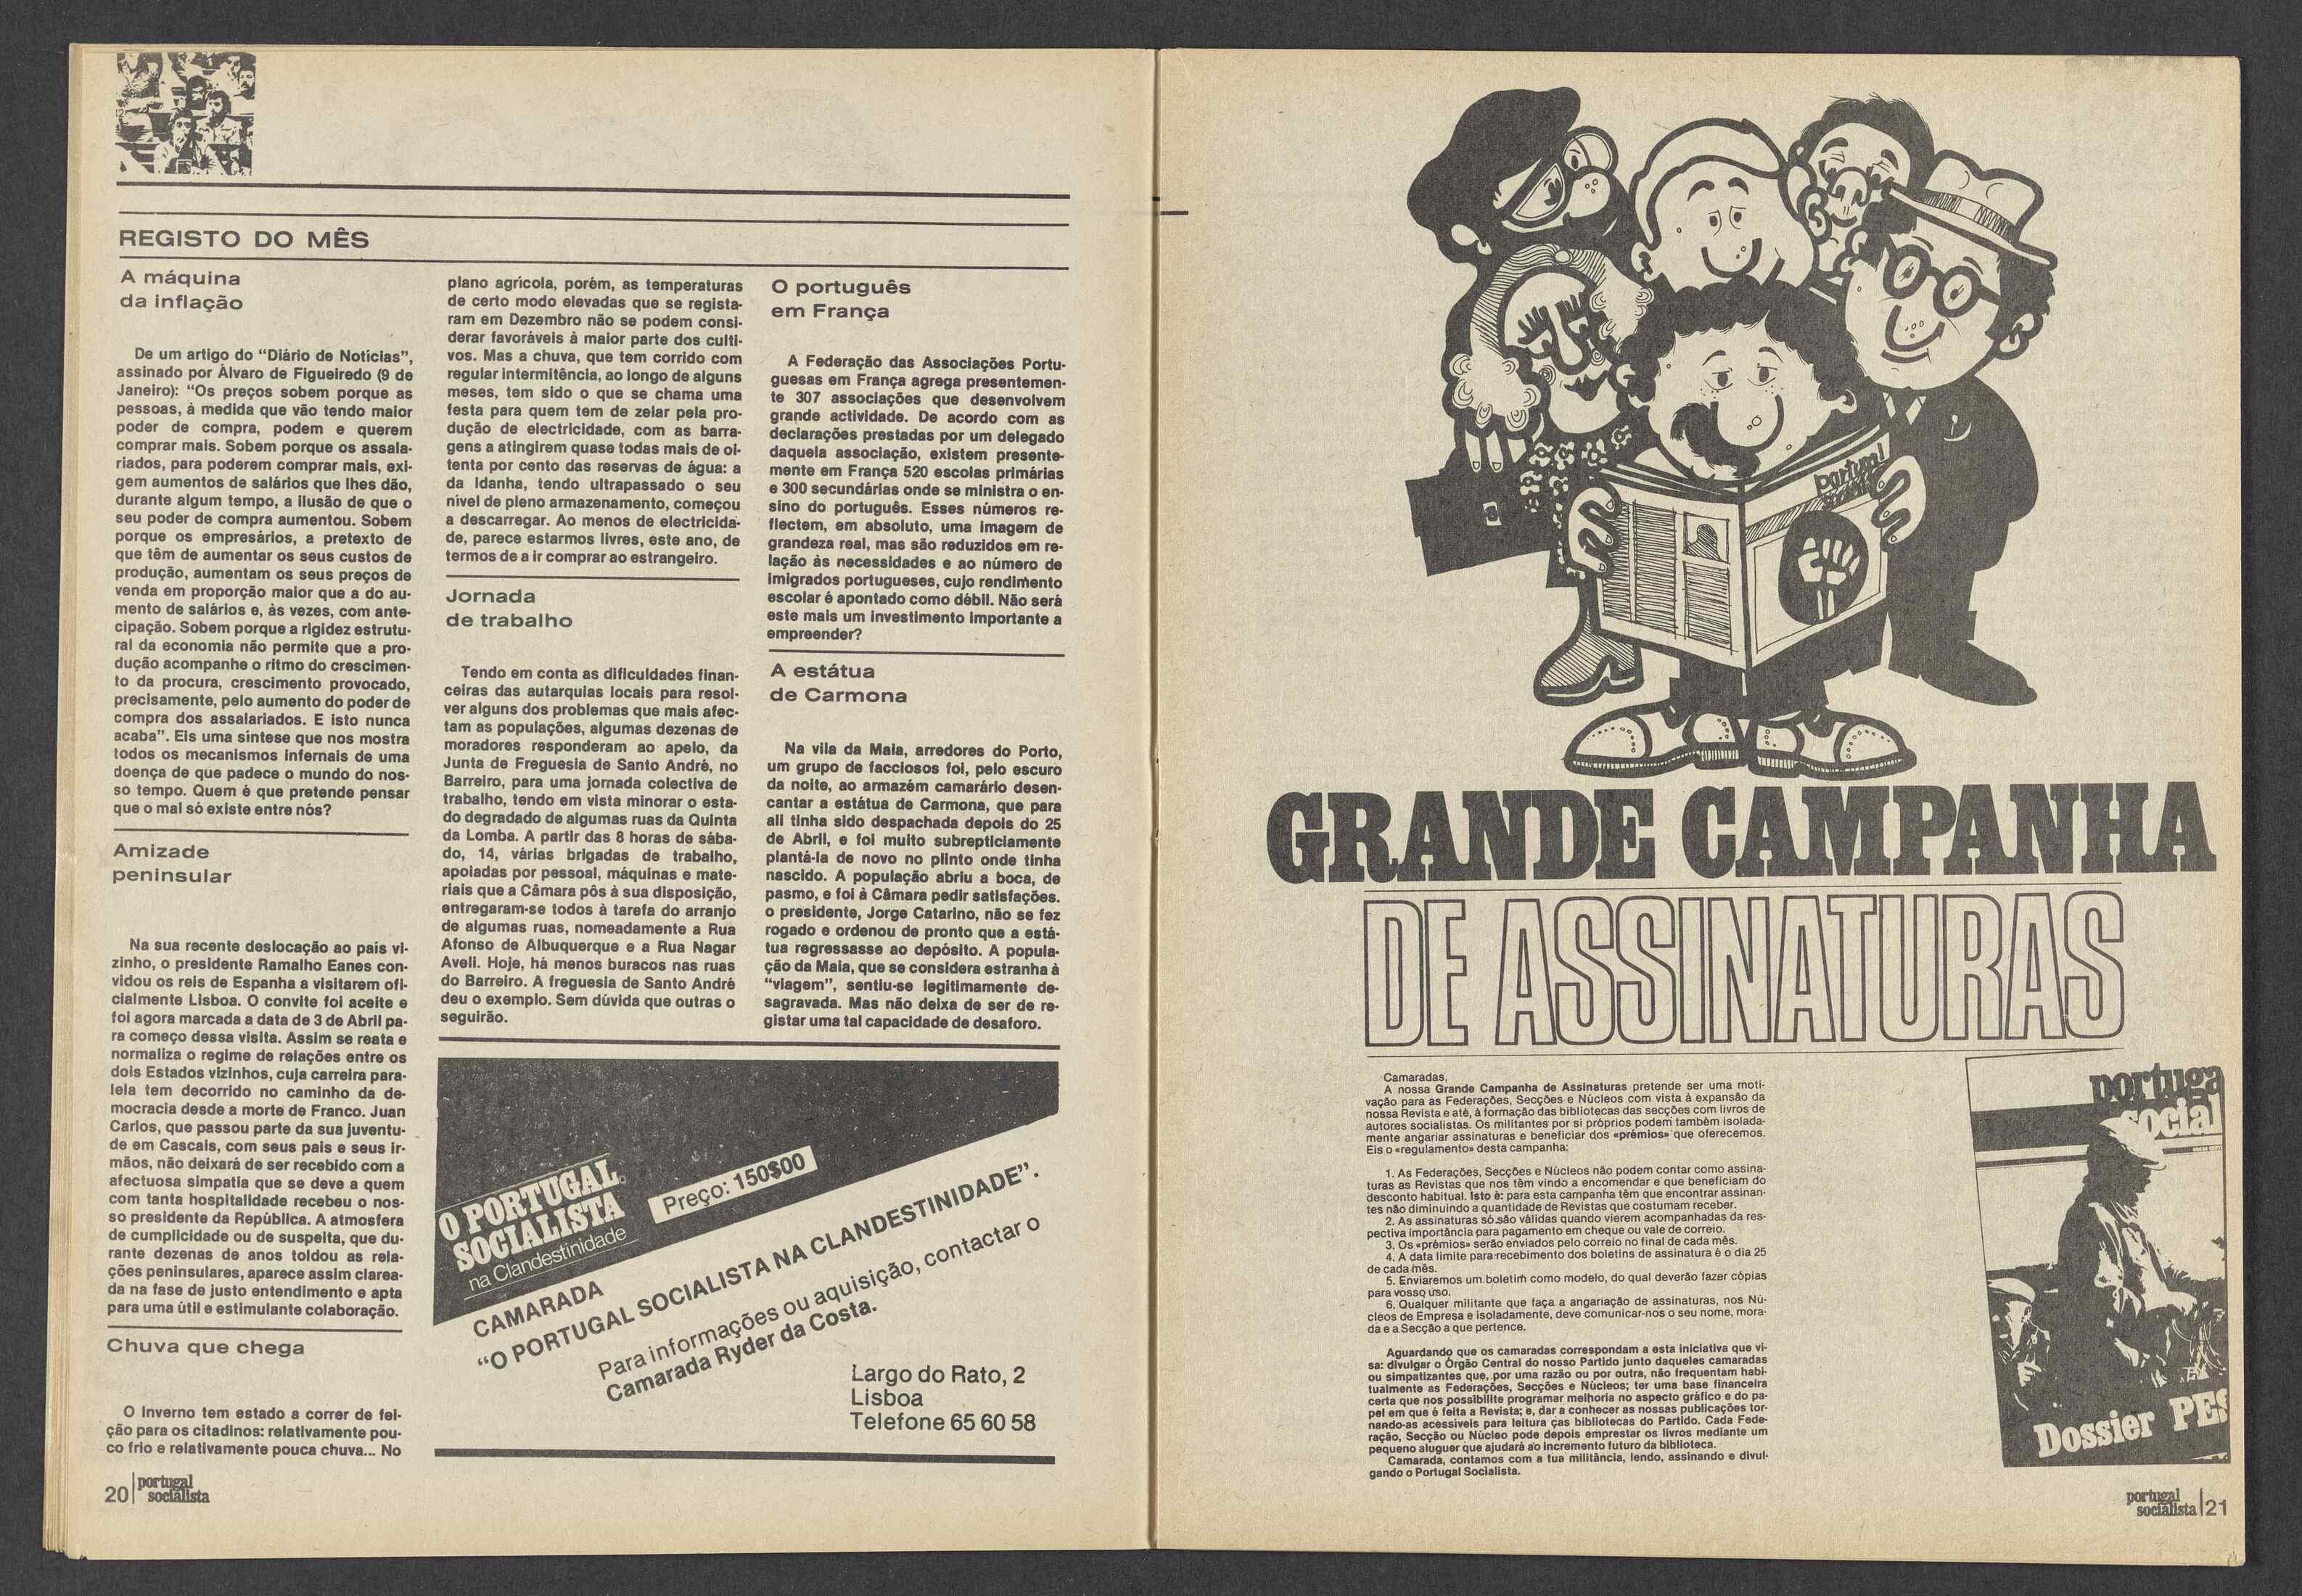 REGISTO DO MÊS
A máquina
da inflação
De um artigo do "Diário de Notícias",
assinado por Álvaro de Figueiredo (9 de
Janeiro): "Os preços sobem porque as
pessoas, à medida que vão tendo maior
poder de compra, podem e querem
comprar mais. Sobem porque os assala-
riados, para poderem comprar mais, exi-
gem aumentos de salários que lhes dão,
durante algum tempo, a ilusão de que o
seu poder de compra aumentou. Sobem
porque os empresários, a pretexto de
que têm de aumentar os seus custos de
produção, aumentam os seus preços de
venda em proporção maior que a do au-
mento de salários e, às vezes, com ante-
cipação. Sobem porque a rigidez estrutu-
ral da economia não permite que a pro-
dução acompanhe o ritmo do crescimen-
to da procura, crescimento provocado,
precisamente, pelo aumento do poder de
compra dos assalariados. E isto nunca
acaba". Eis uma síntese que nos mostra
todos os mecanismos infernais de uma
doença de que padece o mundo do nos-
so tempo. Quem é que pretende pensar
que o mal só existe entre nós?
Amizade
peninsular
Na sua recente deslocação ao país vi-
zinho, o presidente Ramalho Eanes con-
vidou os reis de Espanha a visitarem ofi-
cialmente Lisboa. O convite foi aceite e
foi agora marcada a data de 3 de Abril pa-
ra começo dessa visita. Assim se reata e
normaliza o regime de relações entre os
dois Estados vizinhos, cuja carreira para-
lela tem decorrido no caminho da de-
mocracia desde a morte de Franco. Juan
Carlos, que passou parte da sua juventu-
de em Cascais, com seus pais e seus ir-
mãos, não deixará de ser recebido com a
afectuosa simpatia que se deve a quem
com tanta hospitalidade recebeu o nos-
so presidente da República. A atmosfera
de cumplicidade ou de suspeita, que du-
rante dezenas de anos toldou as rela-
ções peninsulares, aparece assim clarea-
da na fase de justo entendimento e apta
para uma útil e estimulante colaboração.
Chuva que chega
O Inverno tem estado a correr de fei-
ção para os citadinos: relativamente pou-
co frio e relativamente pouca chuva... No
plano agrícola, porém, as temperaturas
de certo modo elevadas que se regista-
ram em Dezembro não se podem consi-
derar favoráveis à maior parte dos culti-
vos. Mas a chuva, que tem corrido com
regular intermitência, ao longo de alguns
meses, tem sido o que se chama uma
festa para quem tem de zelar pela pro-
dução de electricidade, com as barra-
gens a atingirem quase todas mais de oi-
tenta por cento das reservas de água: a
da Idanha, tendo ultrapassado o seu
nível de pleno armazenamento, começou
a descarregar. Ao menos de electricida-
de, parece estarmos livres, este ano, de
termos de a ir comprar ao estrangeiro.
Jornada
de trabalho
Tendo em conta as dificuldades finan-
ceiras das autarquias locais para resol-
ver alguns dos problemas que mais afec-
tam as populações, algumas dezenas de
moradores responderam ao apelo, da
Junta de Freguesia de Santo André, no
Barreiro, para uma jornada colectiva de
trabalho, tendo em vista minorar o esta-
do degradado de algumas ruas da Quinta
da Lomba. A partir das 8 horas de sába-
do, 14, várias brigadas de trabalho,
apoiadas por pessoal, máquinas e mate-
riais que a Câmara pôs à sua disposição,
entregaram-se todos à tarefa do arranjo
de algumas ruas, nomeadamente a Rua
Afonso de Albuquerque e a Rua Nagar
Aveli. Hoje, há menos buracos nas ruas
do Barreiro. A freguesia de Santo André
deu o exemplo. Sem dúvida que outras o
seguirão.
O português
em França
A Federação das Associações Portu-
guesas em França agrega presentemen-
te 307 associações que desenvolvem
grande actividade. De acordo com as
declarações prestadas por um delegado
daquela associação, existem presente-
mente em França 520 escolas primárias
e 300 secundárias onde se ministra o en-
sino do português. Esses números re-
flectem, em absoluto, uma imagem de
grandeza real, mas são reduzidos em re-
lação às necessidades e ao número de
imigrados portugueses, cujo rendimento
escolar é apontado como débil. Não será
este mais um investimento importante a
empreender?
A estátua
de Carmona
Na vila da Maia, arredores do Porto,
um grupo de facciosos foi, pelo escuro
da noite, ao armazém camarário desen-
cantar a estátua de Carmona, que para
ali tinha sido despachada depois do 25
de Abril, e foi muito subrepticiamente
plantá-la de novo no plinto onde tinha
nascido. A população abriu a boca, de
pasmo, e foi à Câmara pedir satisfações.
o presidente, Jorge Catarino, não se fez
rogado e ordenou de pronto que a está-
tua regressasse ao depósito. A popula-
ção da Maia, que se considera estranha à
"viagem", sentiu-se legitimamente de-
sagravada. Mas não deixa de ser de re-
gistar uma tal capacidade de desaforo.
O PORTUGAL
SOCIALISTA
na Clandestinidade
Preço: 150$00
CAMARADA
"O PORTUGAL SOCIALISTA NA CLANDESTINIDADE".
Para informações ou aquisição, contactar o
Camarada Ryder da Costa.
Largo do Rato, 2
Lisboa
Telefone 65 60 58
20 portugal
socialista
portugal
GRANDE CAMPANHA
DE ASSINATURAS
Camaradas,
A nossa Grande Campanha de Assinaturas pretende ser uma moti-
vação para as Federações, Secções e Núcleos com vista à expansão da
nossa Revista e até, à formação das bibliotecas das secções com livros de
autores socialistas. Os militantes por si próprios podem também isolada-
mente angariar assinaturas e beneficiar dos «prémios» que oferecemos.
Eis o «regulamento» desta campanha:
1. As Federações, Secções e Núcleos não podem contar como assina-
turas as Revistas que nos têm vindo a encomendar e que beneficiam do
desconto habitual. Isto é: para esta campanha têm que encontrar assinan-
tes não diminuindo a quantidade de Revistas que costumam receber.
2. As assinaturas só são válidas quando vierem acompanhadas da res-
pectiva importância para pagamento em cheque ou vale de correio.
3. Os «prémios» serão enviados pelo correio no final de cada mês.
4. A data limite para recebimento dos boletins de assinatura é o dia 25
de cada mês.
5. Enviaremos um boletim como modelo, do qual deverão fazer cópias
para vosso uso.
6. Qualquer militante que faça a angariação de assinaturas, nos Nú-
cleos de Empresa e isoladamente, deve comunicar-nos o seu nome, mora-
da e a Secção a que pertence.
Aguardando que os camaradas correspondam a esta iniciativa que vi-
sa: divulgar o Órgão Central do nosso Partido junto daqueles camaradas
ou simpatizantes que, por uma razão ou por outra, não frequentam habi-
tualmente as Federações, Secções e Núcleos; ter uma base financeira
certa que nos possibilite programar melhoria no aspecto gráfico e do pa-
pel em que é feita a Revista; e, dar a conhecer as nossas publicações tor-
nando-as acessíveis para leitura ças bibliotecas do Partido. Cada Fede-
ração, Secção ou Núcleo pode depois emprestar os livros mediante um
pequeno aluguer que ajudará ao incremento futuro da biblioteca.
Camarada, contamos com a tua militância, lendo, assinando e divul-
gando o Portugal Socialista.
portuga
social
Dossier PES
portugal
socialista 21